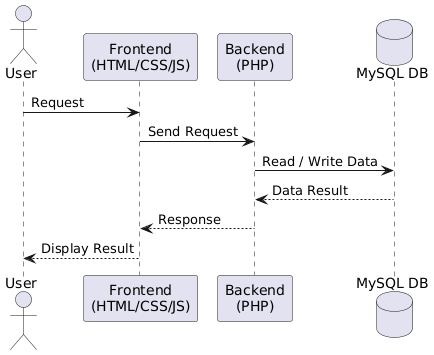 User
Frontend
(HTML/CSS/JS)
Backend
(PHP)
MySQL DB
Request
Send Request
Read / Write Data
Data Result
Response
Display Result
User
Frontend
(HTML/CSS/JS)
Backend
(PHP)
MySQL DB